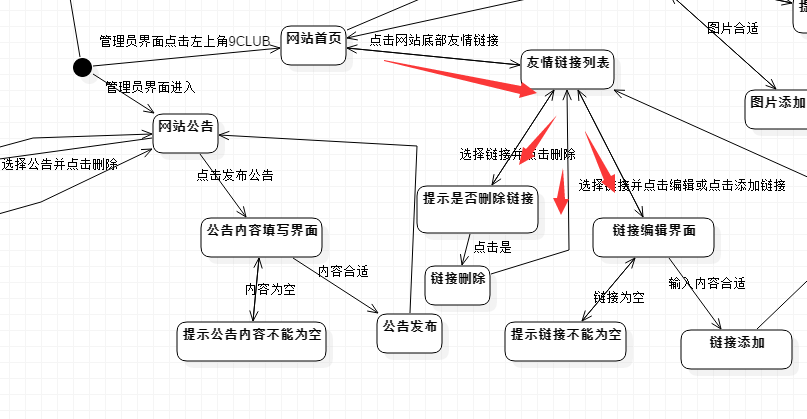 提
图片合适
管理员界面点击左上角9CLUB
网站首页
点击网站底部友情链接
友情链接列表
管理员界面进入
图片添加
网站公告
选择公告并点击删除
选择链接并点击删除
点击发布公告
选择链接并点击编辑或点击添加链接
提示是否删除链接
公告内容填写界面
链接编辑界面
点击是
内容合适
链接删除
输入内容合适
内容为空
链接为空
公告发布
提示公告内容不能为空
提示链接不能为空
链接添加